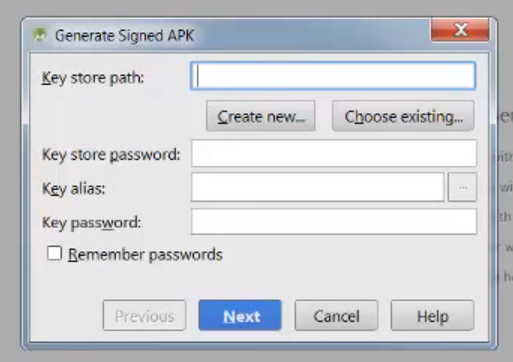 Generate Signed APK
Key store path:
Create new...
Choose existing...
Key store password:
Key alias:
...
Key password:
Remember passwords
Previous
Next
Cancel
Help